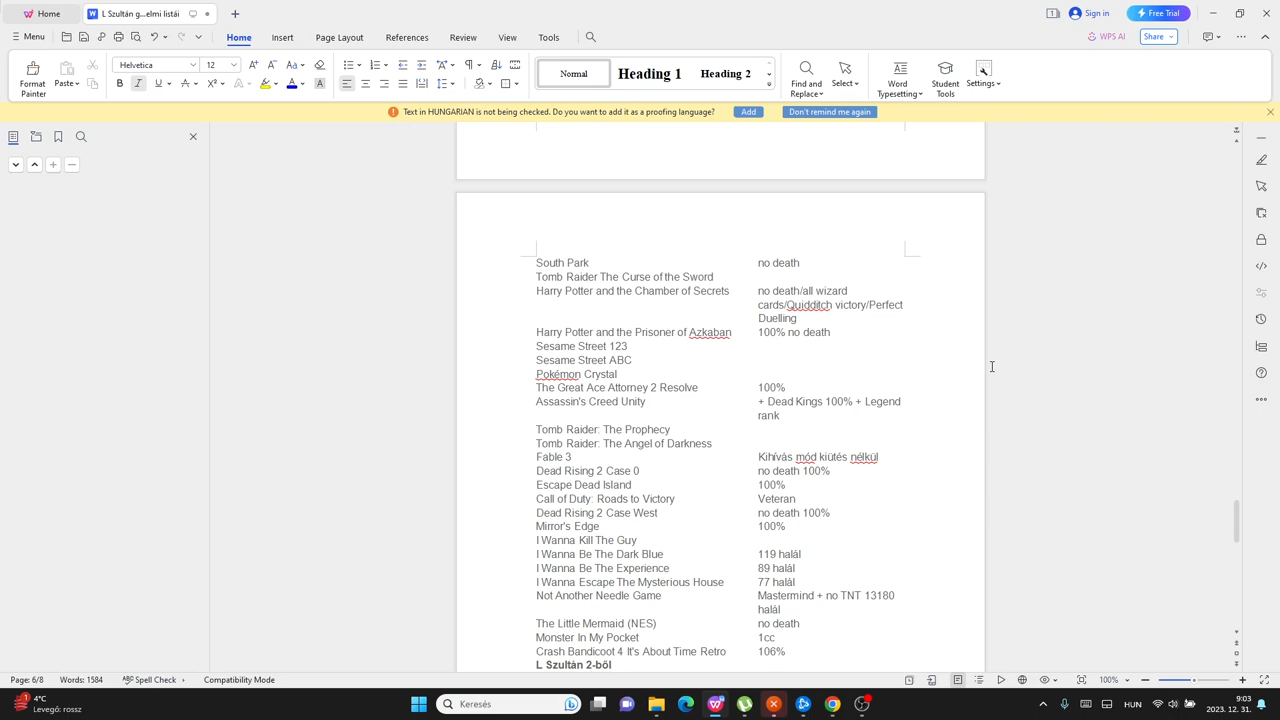 Home
L Szultán g...elmi listái
Sign in
Free Trial
Menu
Home
Insert
Page Layout
References
Review
View
Tools
WPS AI
Share
Format Painter
Paste
Helvetica
12
Normal
Heading 1
Heading 2
Find and Replace
Select
Word Typesetting
Student Tools
Settings
Text in HUNGARIAN is not being checked. Do you want to add it as a proofing language?
Add
Don't remind me again
South Park no death
Tomb Raider The Curse of the Sword
Harry Potter and the Chamber of Secrets no death/all wizard
cards/Quidditch victory/Perfect
Duelling
Harry Potter and the Prisoner of Azkaban 100% no death
Sesame Street 123
Sesame Street ABC
Pokémon Crystal
The Great Ace Attorney 2 Resolve 100%
Assassin's Creed Unity + Dead Kings 100% + Legend
rank
Tomb Raider: The Prophecy
Tomb Raider: The Angel of Darkness
Fable 3 Kihívás mód kiütés nélkül
Dead Rising 2 Case 0 no death 100%
Escape Dead Island 100%
Call of Duty: Roads to Victory Veteran
Dead Rising 2 Case West no death 100%
Mirror's Edge 100%
I Wanna Kill The Guy
I Wanna Be The Dark Blue 119 halál
I Wanna Be The Experience 89 halál
I Wanna Escape The Mysterious House 77 halál
Not Another Needle Game Mastermind + no TNT 13180
halál
The Little Mermaid (NES) no death
Monster In My Pocket 1cc
Crash Bandicoot 4 It's About Time Retro 106%
L Szultán 2-ből
Page: 6/8
Words: 1584
Spell Check
Compatibility Mode
100%
4°C
Levegő: rossz
Keresés
HUN
9:03
2023. 12. 31.